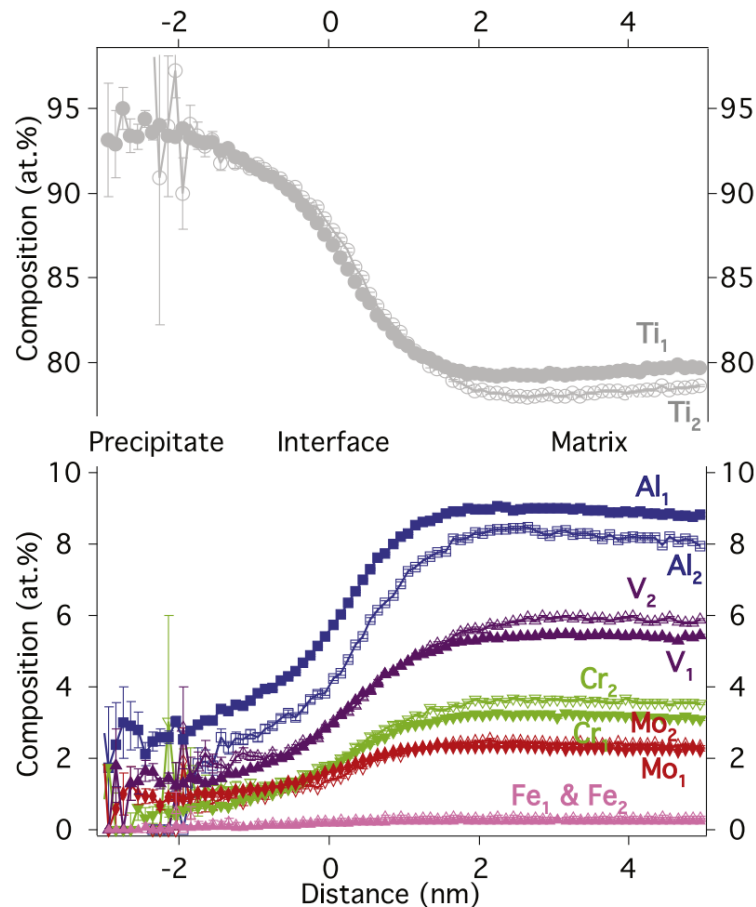 -2 0 2 4
Composition (at.%)
95
90
85
80
95
90
85
80
Ti1
Ti2
Precipitate Interface Matrix
Composition (at.%)
10
8
6
4
2
0
10
8
6
4
2
0
Al1
Al2
V2
V1
Cr2
Cr1
Mo2
Mo1
Fe1 & Fe2
-2 0 2 4
Distance (nm)